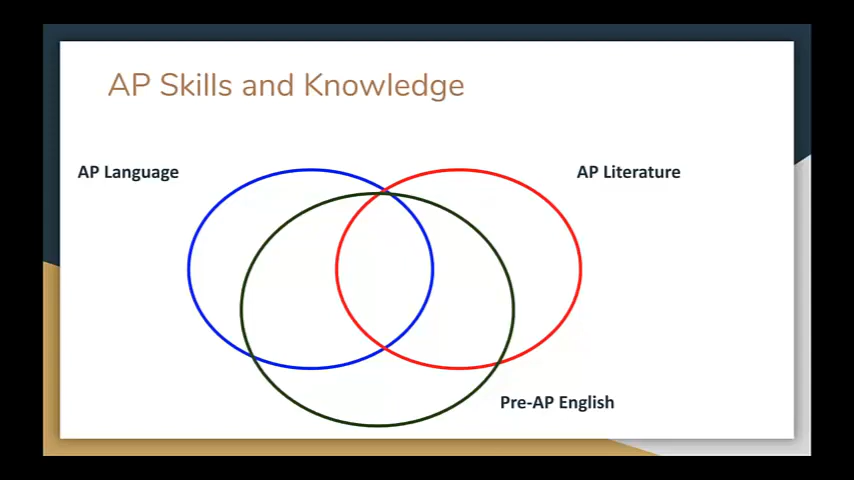 AP Skills and Knowledge
AP Language
AP Literature
Pre-AP English